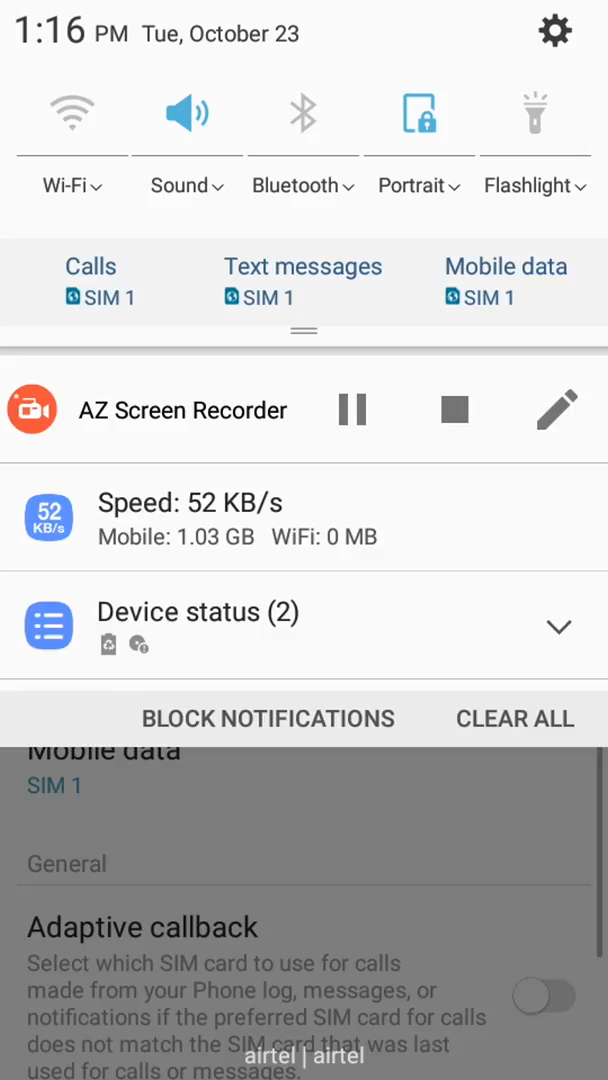 1:16 PM Tue, October 23
Wi-Fi Sound Bluetooth Portrait Flashlight
Calls Text messages Mobile data
SIM 1 SIM 1 SIM 1
AZ Screen Recorder
52 KB/s
Speed: 52 KB/s
Mobile: 1.03 GB WiFi: 0 MB
Device status (2)
BLOCK NOTIFICATIONS CLEAR ALL
Mobile data
SIM 1
General
Adaptive callback
Select which SIM card to use for calls
made from your Phone log, messages, or
notifications if the preferred SIM card for calls
does not match the SIM card that was last
used for calls or messages.
airtel | airtel